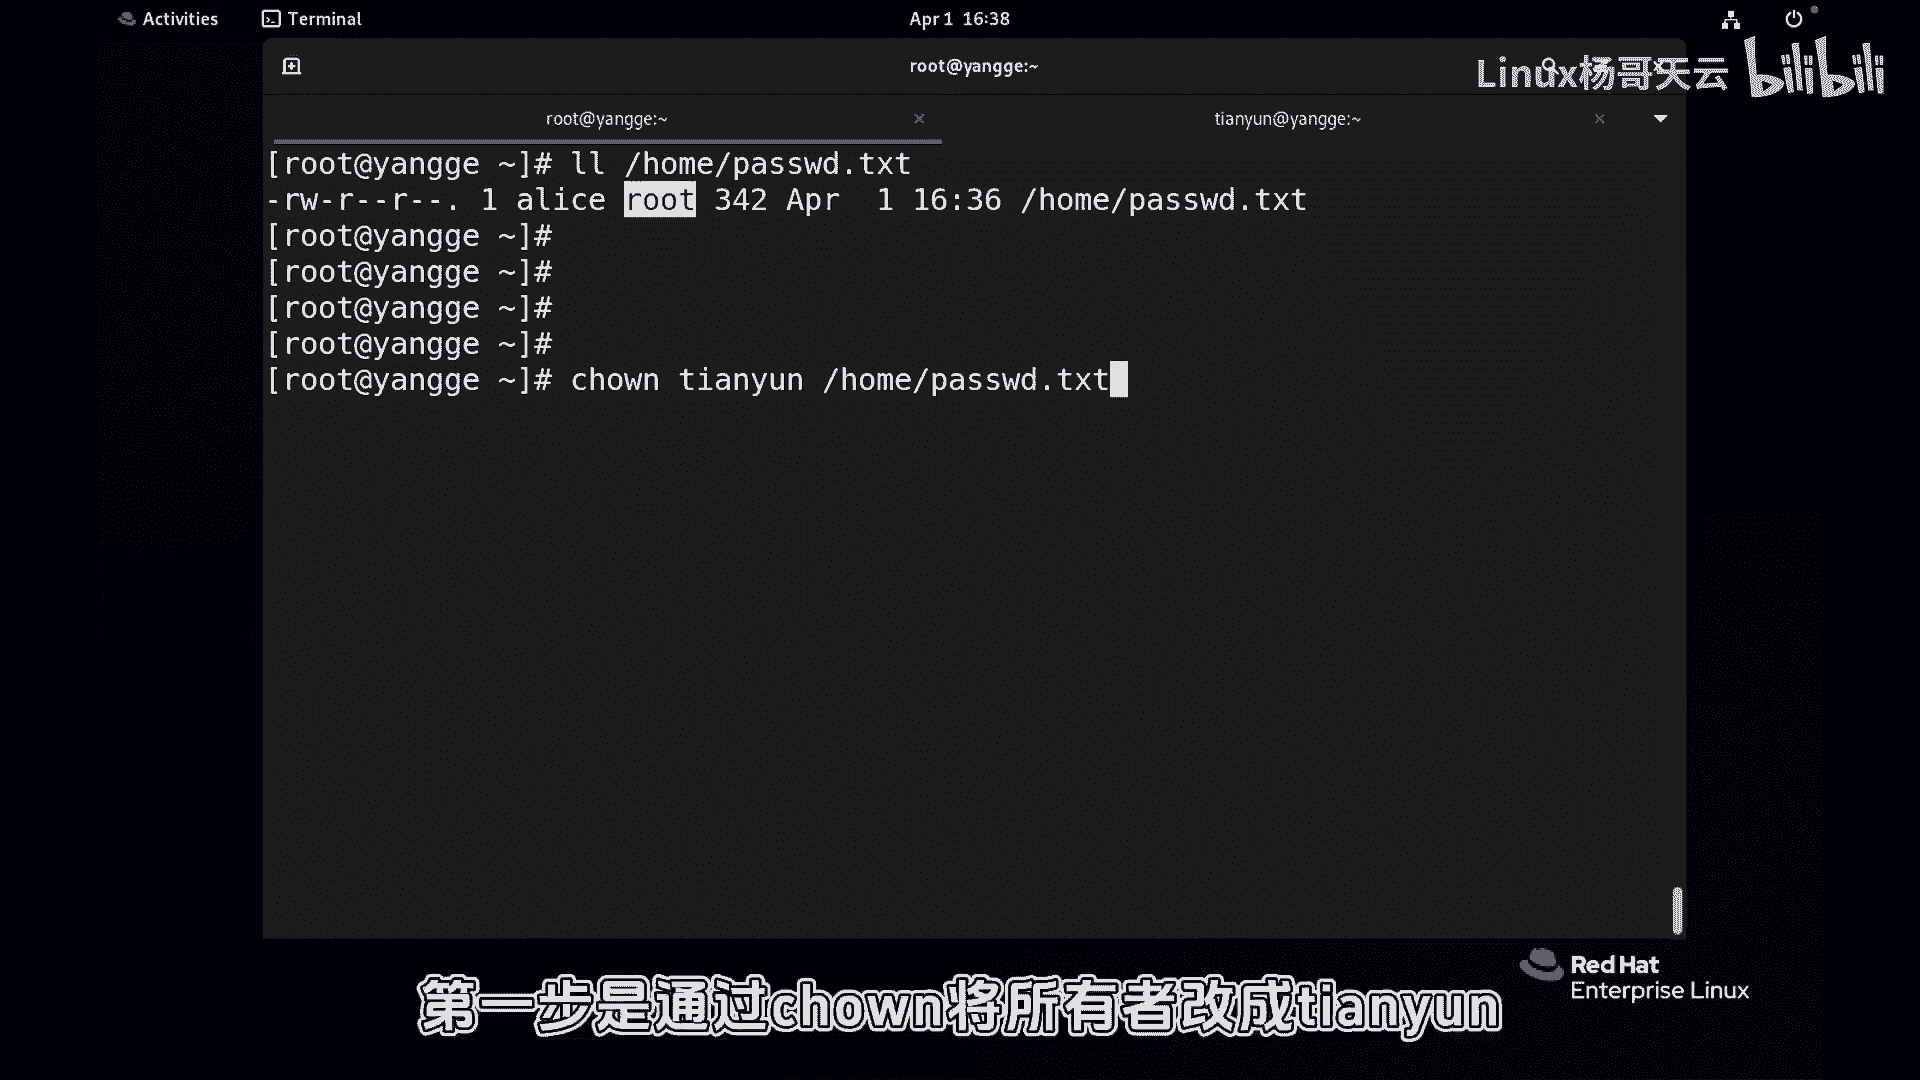 Activities
Terminal
Apr 1 16:38
root@yangge:~
Linux杨哥天云 bilibili
root@yangge:~
tianyun@yangge:~
[root@yangge ~]# ll /home/passwd.txt
-rw-r--r--. 1 alice root 342 Apr  1 16:36 /home/passwd.txt
[root@yangge ~]#
[root@yangge ~]#
[root@yangge ~]#
[root@yangge ~]#
[root@yangge ~]# chown tianyun /home/passwd.txt
Red Hat
Enterprise Linux
第一步是通过chown将所有者改成tianyun